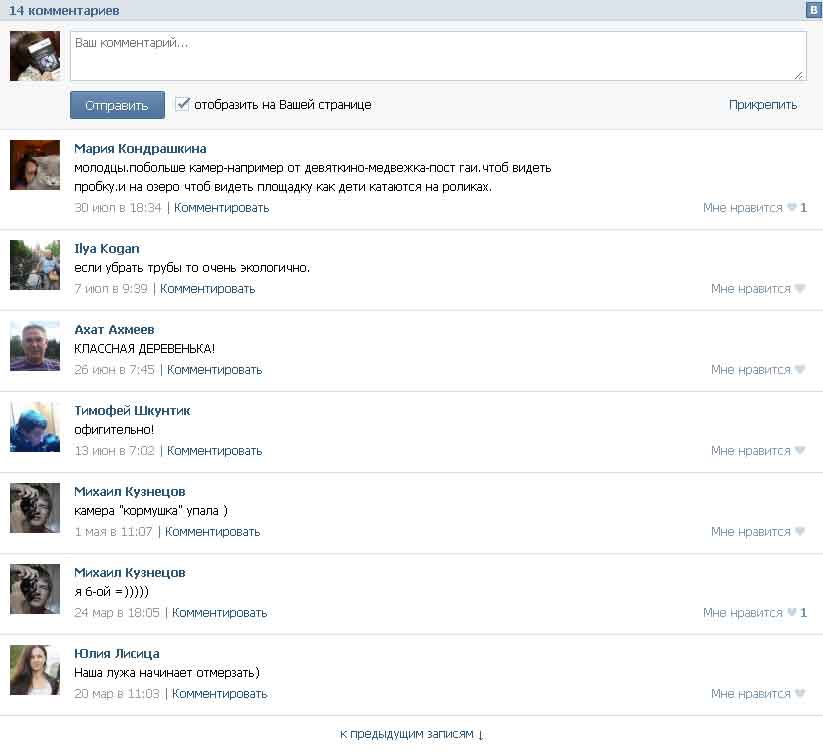 14 комментариев
B
Ваш комментарий...
Отправить отобразить на Вашей странице Прикрепить
Мария Кондрашкина
молодцы.побольше камер-например от девяткино-медвежка-пост гаи.чтоб видеть
пробку.и на озеро чтоб видеть площадку как дети катаются на роликах.
30 июл в 18:34 | Комментировать Мне нравится 1
Ilya Kogan
если убрать трубы то очень экологично.
7 июл в 9:39 | Комментировать Мне нравится
Ахат Ахмеев
КЛАССНАЯ ДЕРЕВЕНЬКА!
26 июн в 7:45 | Комментировать Мне нравится
Тимофей Шкунтик
офигительно!
13 июн в 7:02 | Комментировать Мне нравится
Михаил Кузнецов
камера "кормушка" упала )
1 мая в 11:07 | Комментировать Мне нравится
Михаил Кузнецов
я 6-ой =)))))
24 мар в 18:05 | Комментировать Мне нравится 1
Юлия Лисица
Наша лужа начинает отмерзать)
20 мар в 11:03 | Комментировать Мне нравится
к предыдущим записям ↓